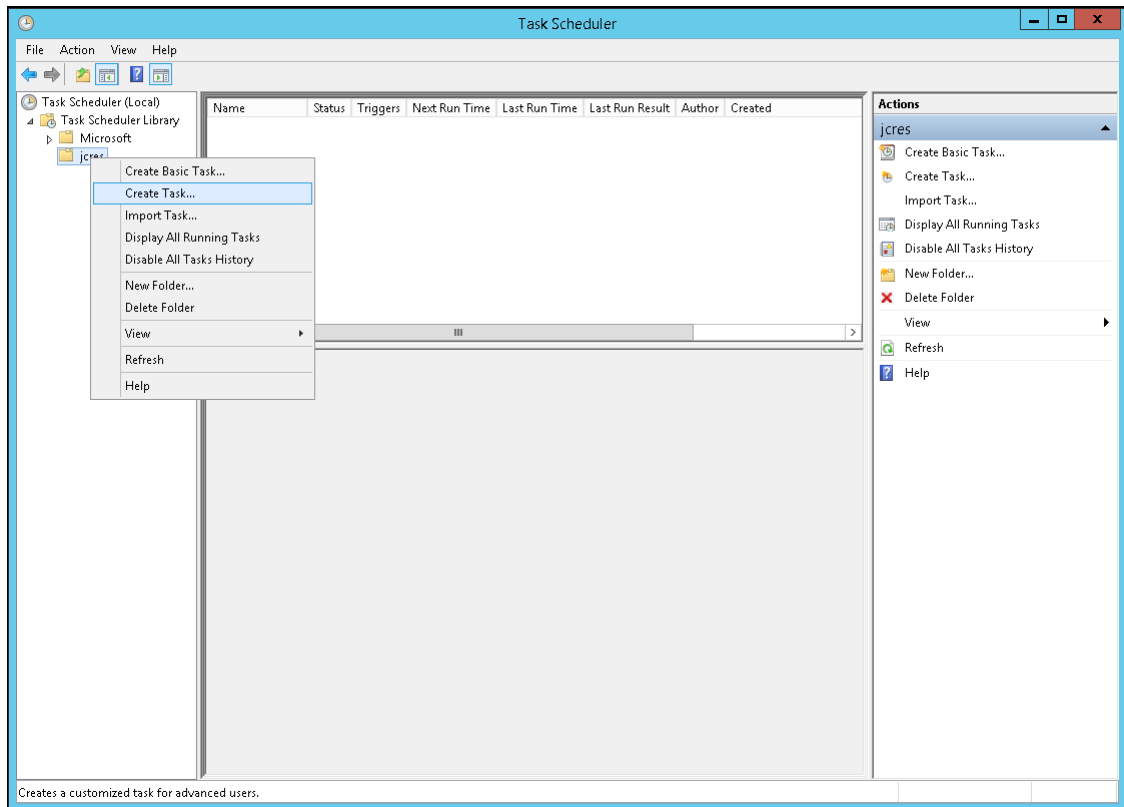 Task Scheduler
File Action View Help
Task Scheduler (Local)
Task Scheduler Library
Microsoft
jcres
Create Basic Task...
Create Task...
Import Task...
Display All Running Tasks
Disable All Tasks History
New Folder...
Delete Folder
View
Refresh
Help
Name Status Triggers Next Run Time Last Run Time Last Run Result Author Created
Actions
jcres
Create Basic Task...
Create Task...
Import Task...
Display All Running Tasks
Disable All Tasks History
New Folder...
Delete Folder
View
Refresh
Help
Creates a customized task for advanced users.